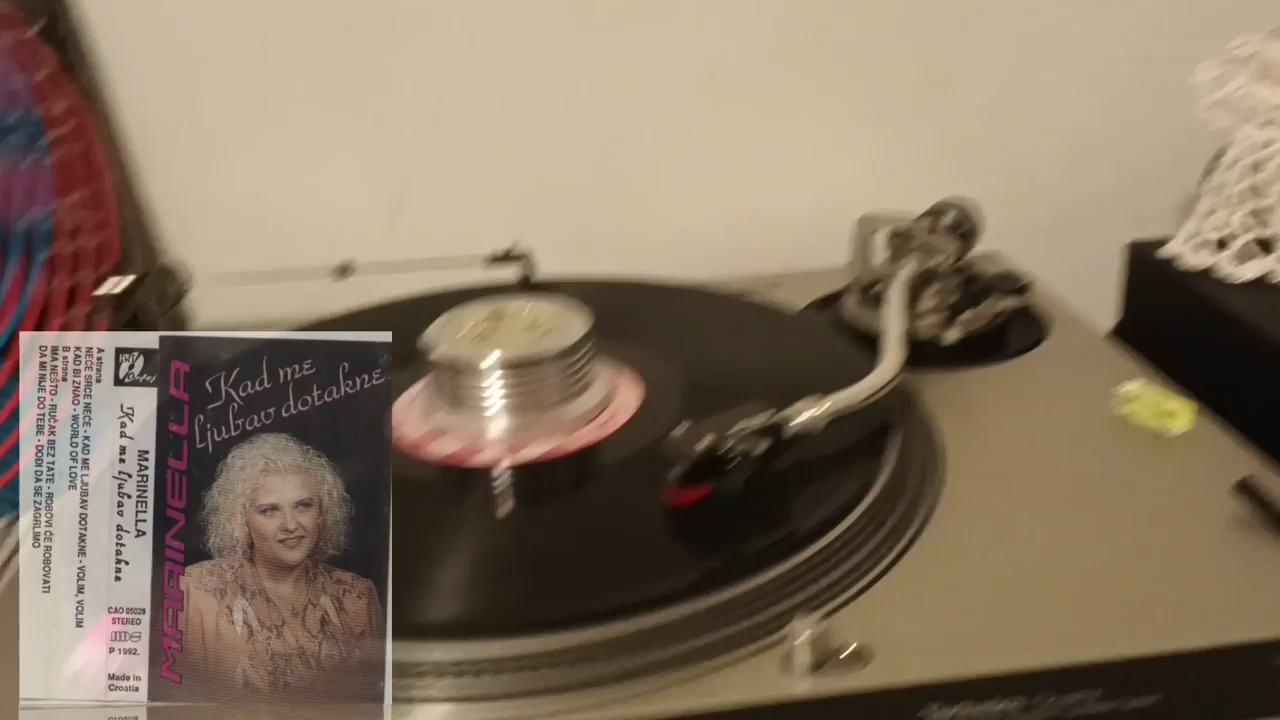 A strana
NEĆE SRCE NEĆE - KAD ME LJUBAV DOTAKNE - VOLIM, VOLIM
KAD BI ZNAO - WORLD OF LOVE
B strana
IMA NEŠTO - RUČAK BEZ TATE - ROBOVI ĆE ROBOVATI
DA MI NIJE DO TEBE - DOĐI DA SE ZAGRLIMO
MARINELLA
Kad me ljubav dotakne
CAO 05028
STEREO
P 1992.
Made in
Croatia
MARINELLA
Kad me
ljubav dotakne